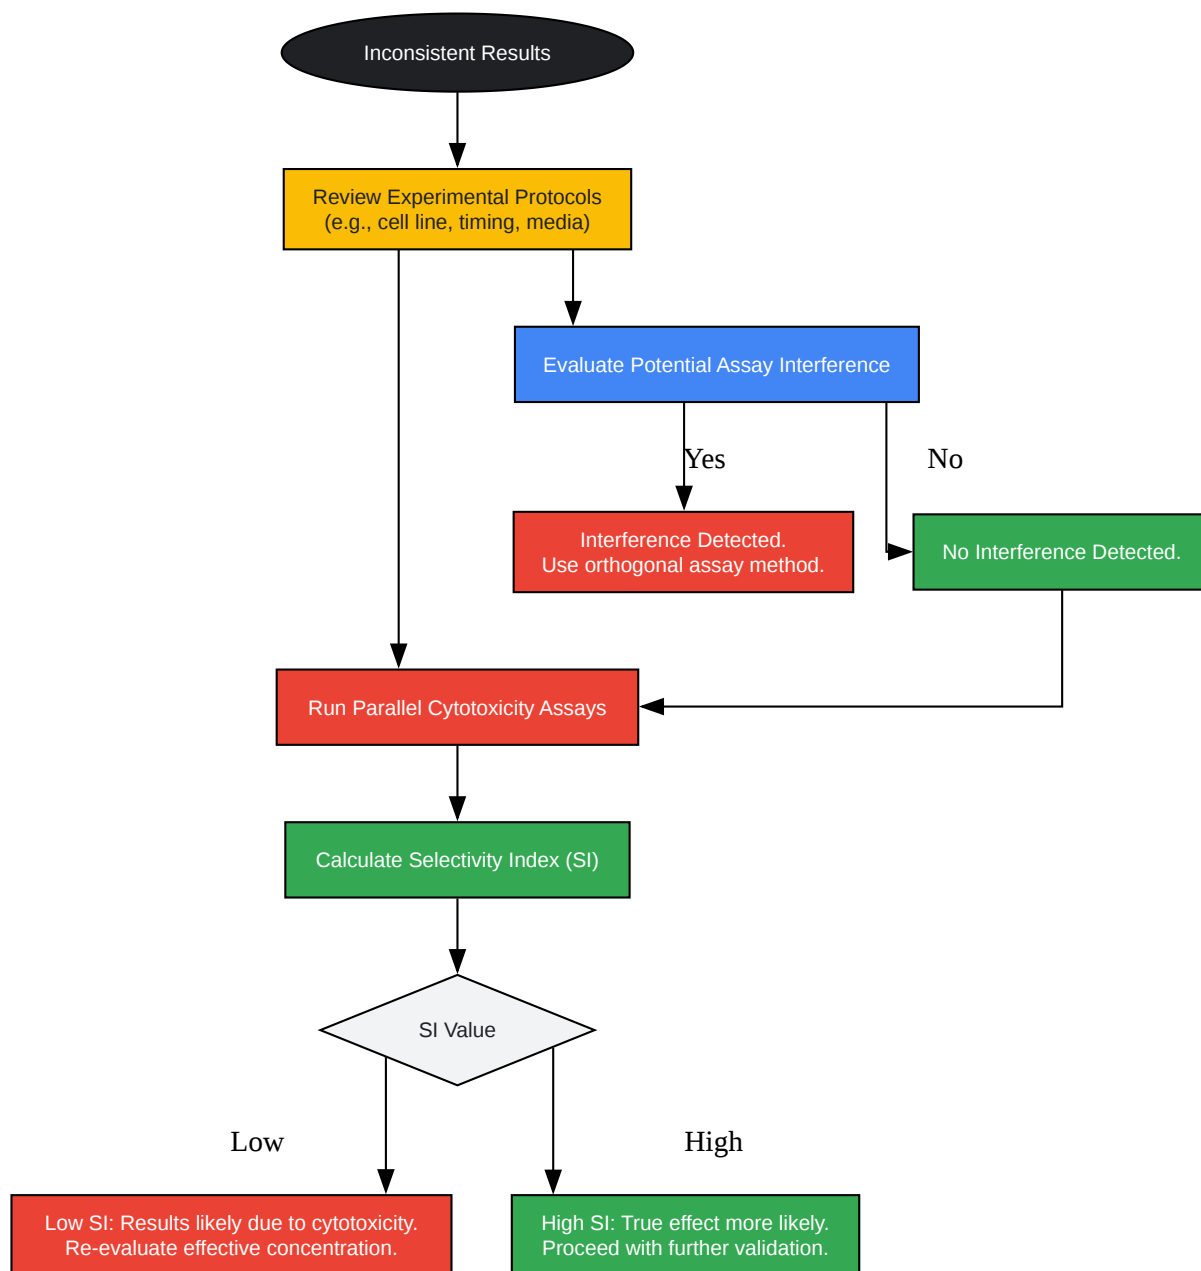 Inconsistent Results
Review Experimental Protocols
(e.g., cell line, timing, media)
Evaluate Potential Assay Interference
Yes
No
Interference Detected.
Use orthogonal assay method.
No Interference Detected.
Run Parallel Cytotoxicity Assays
Calculate Selectivity Index (SI)
SI Value
Low
High
Low SI: Results likely due to cytotoxicity.
Re-evaluate effective concentration.
High SI: True effect more likely.
Proceed with further validation.